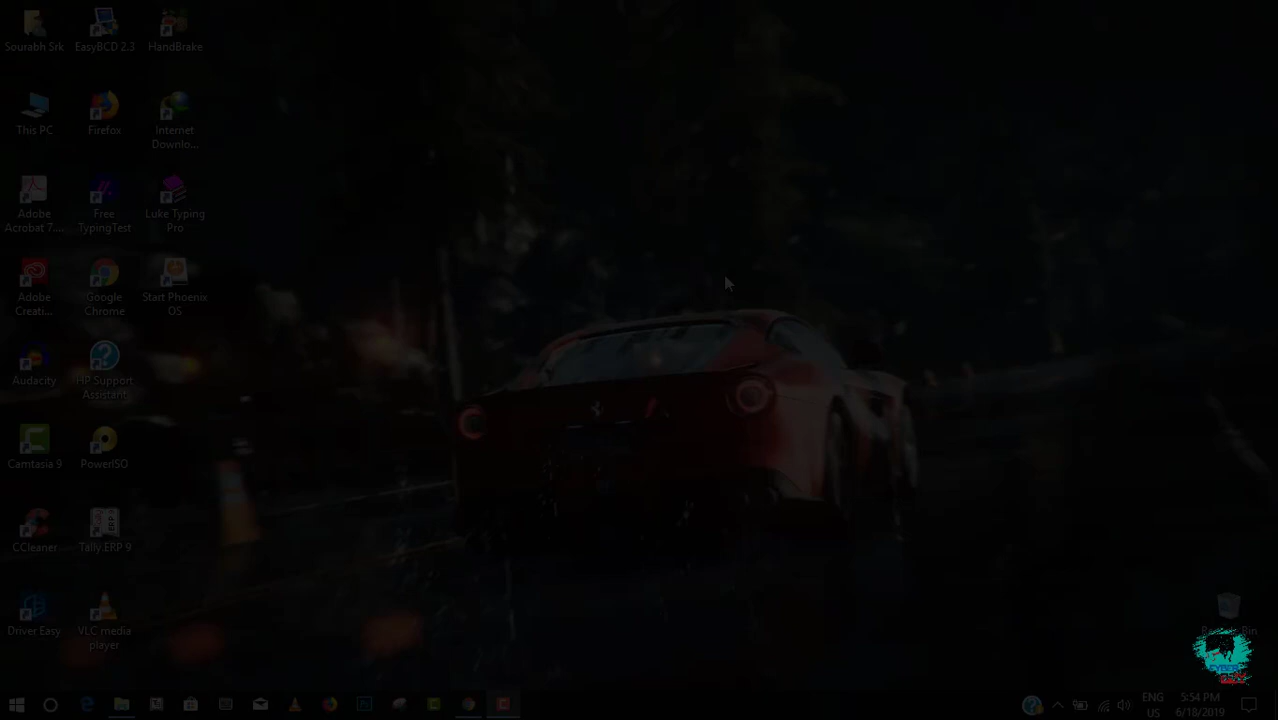 Sourabh Srk
EasyBCD 2.3
HandBrake
This PC
Firefox
Internet
Downlo...
Adobe
Acrobat 7....
Free
TypingTest
Luke Typing
Pro
Adobe
Creati...
Google
Chrome
Start Phoenix
OS
Audacity
HP Support
Assistant
Camtasia 9
PowerISO
CCleaner
Tally.ERP 9
Driver Easy
VLC media
player
CYBER
ENG
US
5:54 PM
6/18/2019